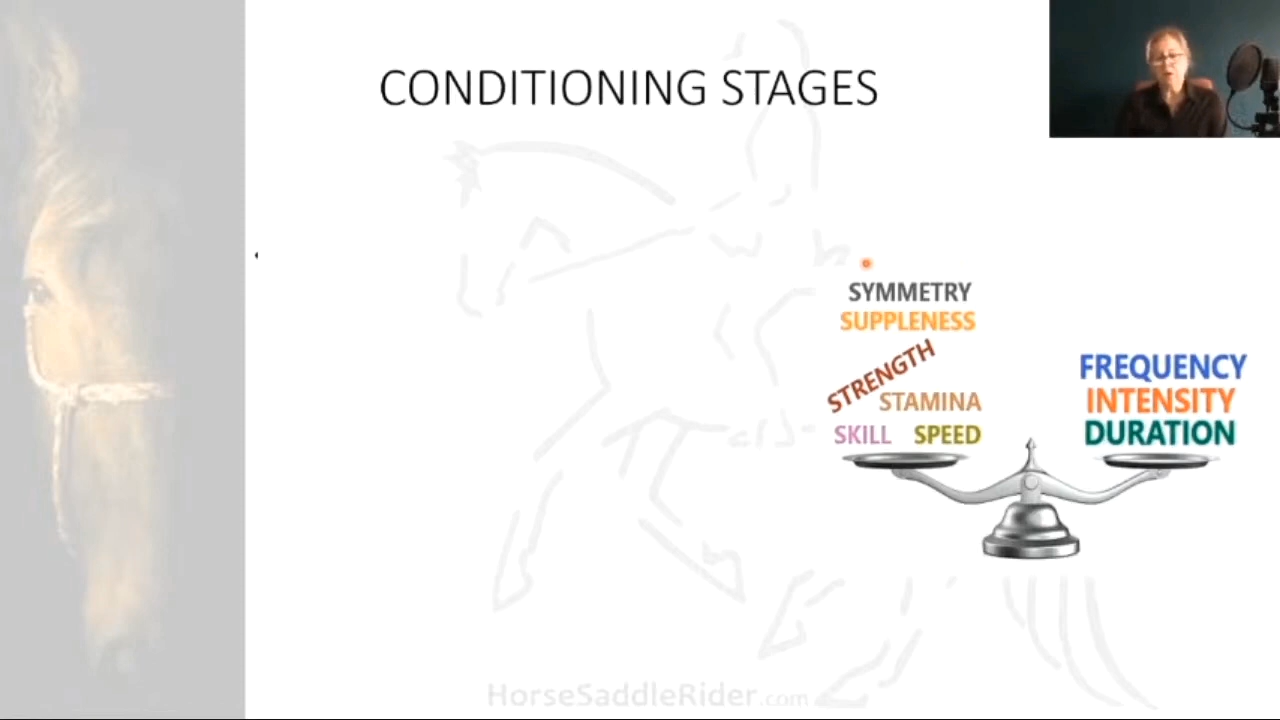 CONDITIONING STAGES
SYMMETRY
SUPPLENESS
STRENGTH
STAMINA
SKILL SPEED
FREQUENCY
INTENSITY
DURATION
HorseSaddleRider.com